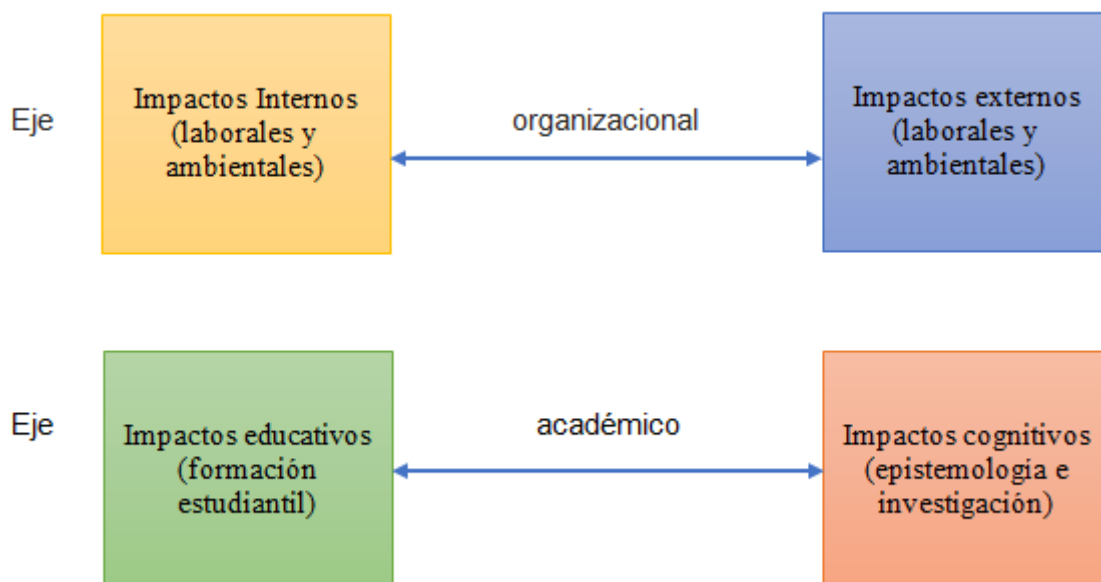 Eje
Impactos Internos
(laborales y
ambientales)
organizacional
Impactos externos
(laborales y
ambientales)
Eje
Impactos educativos
(formación
estudiantil)
académico
Impactos cognitivos
(epistemología e
investigación)